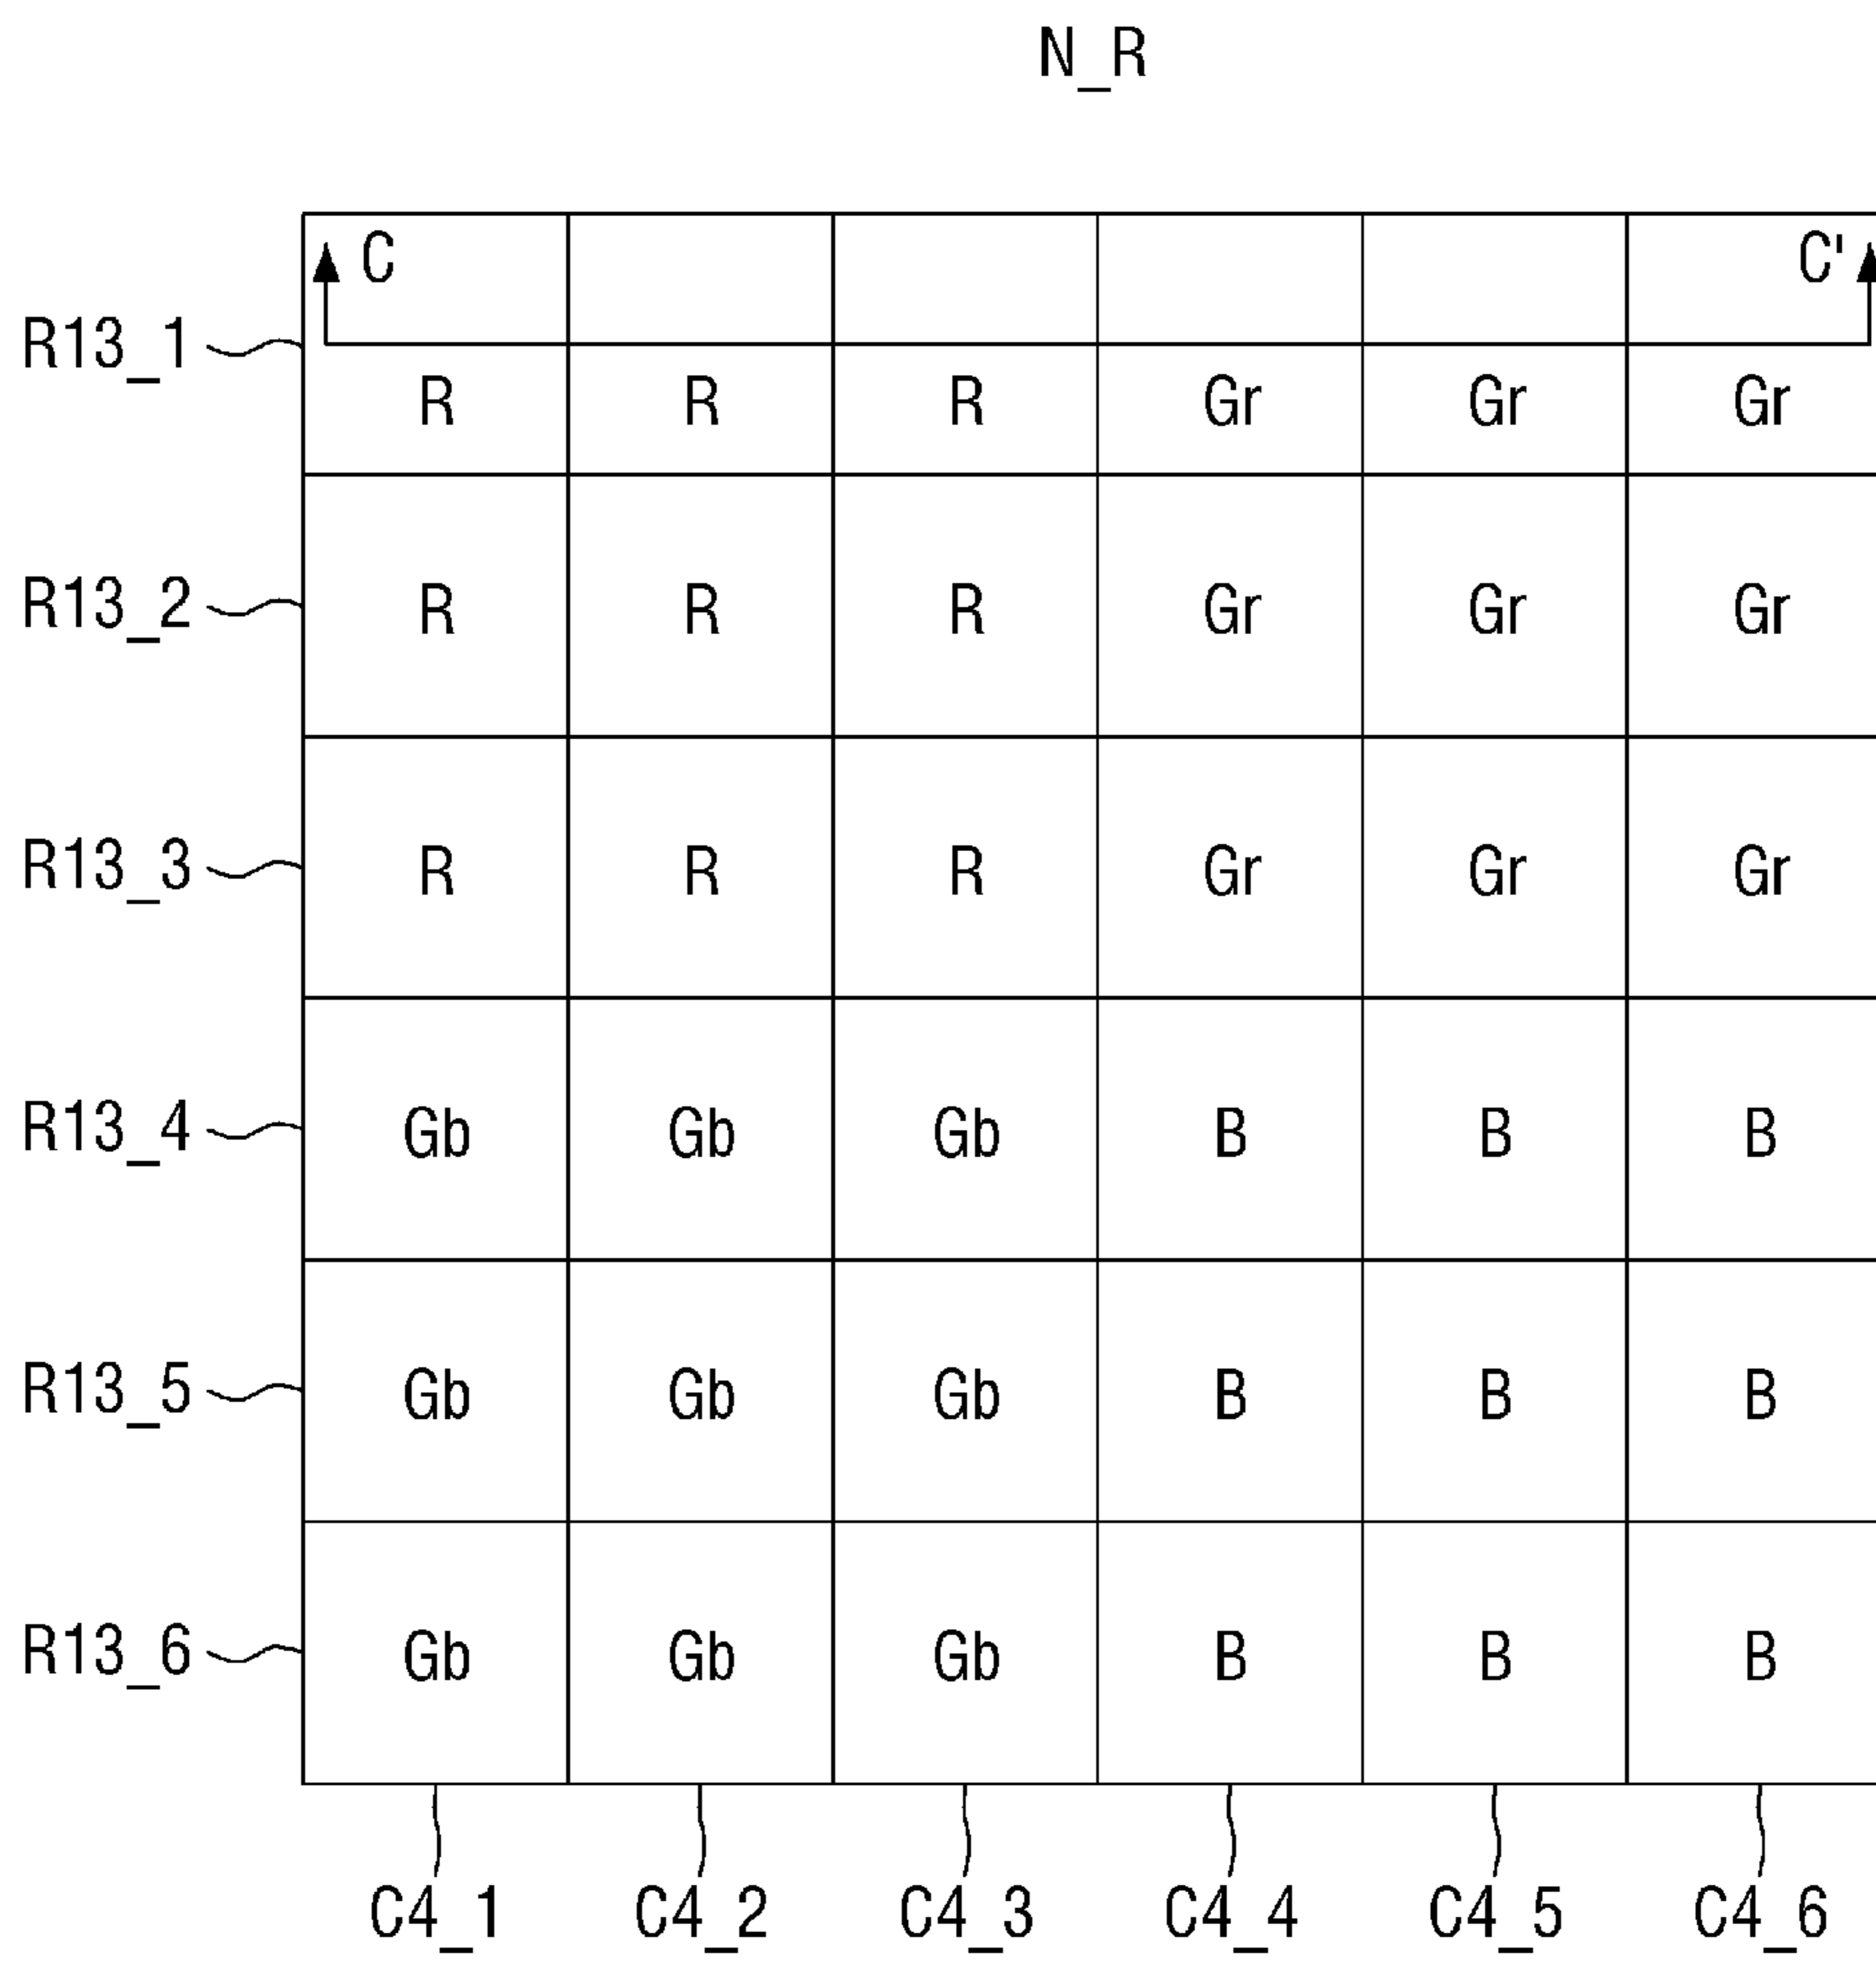 N_R
C C'
R13_1
R R R Gr Gr Gr
R13_2 R R R Gr Gr Gr
R13_3 R R R Gr Gr Gr
R13_4 Gb Gb Gb B B B
R13_5 Gb Gb Gb B B B
R13_6 Gb Gb Gb B B B
C4_1 C4_2 C4_3 C4_4 C4_5 C4_6